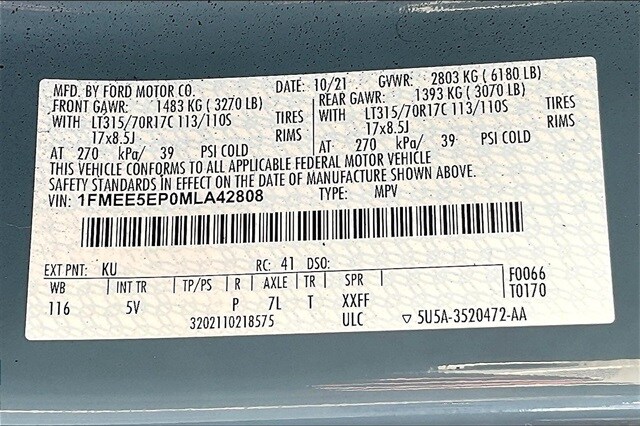 MFD. BY FORD MOTOR CO. DATE: 10/21 GVWR: 2803 KG ( 6180 LB)
FRONT GAWR: 1483 KG ( 3270 LB) REAR GAWR: 1393 KG ( 3070 LB)
WITH LT315/70R17C 113/110S TIRES WITH LT315/70R17C 113/110S TIRES
17x8.5J RIMS 17x8.5J RIMS
AT 270 kPa/ 39 PSI COLD AT 270 kPa/ 39 PSI COLD
THIS VEHICLE CONFORMS TO ALL APPLICABLE FEDERAL MOTOR VEHICLE
SAFETY STANDARDS IN EFFECT ON THE DATE OF MANUFACTURE SHOWN ABOVE.
VIN: 1FMEE5EP0MLA42808 TYPE: MPV
EXT PNT: KU RC: 41 DSO:
WB INT TR TP/PS R AXLE TR SPR F0066
116 5V P 7L T XXFF T0170
3202110218575 ULC ▽ 5U5A-3520472-AA